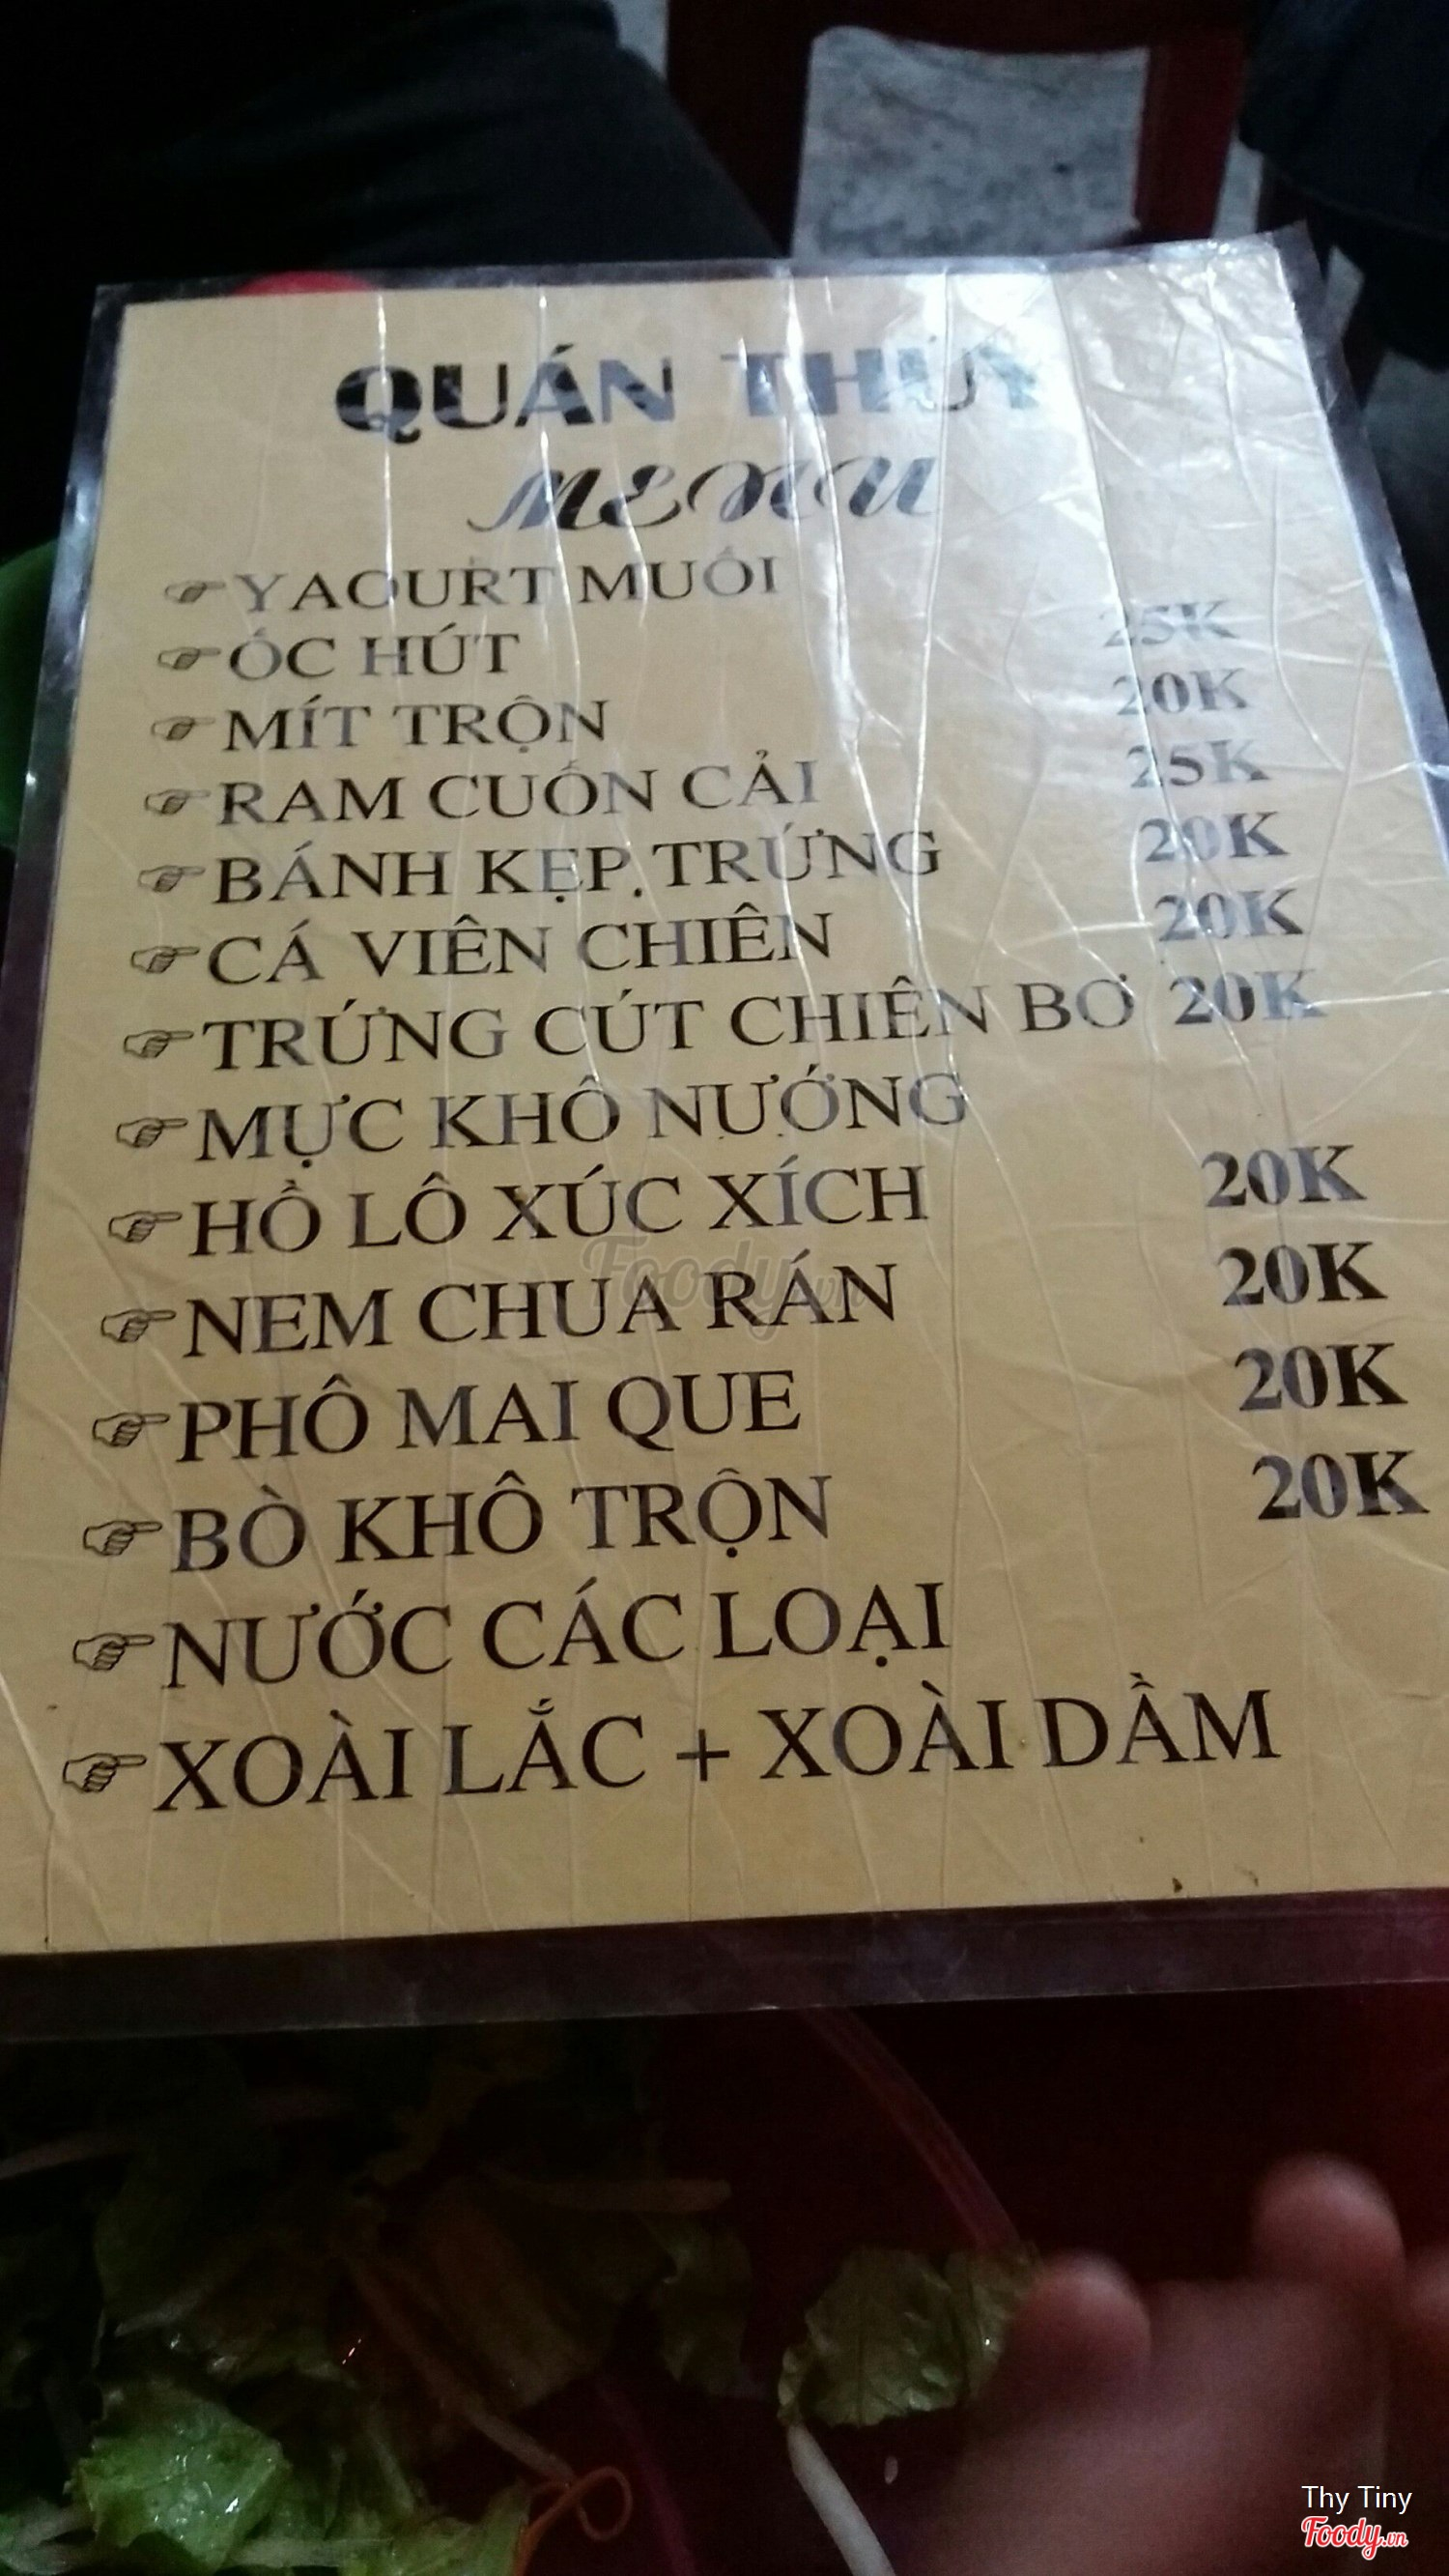 QUÁN
MENU
YAOURT MUỐI
ỐC HÚT 25K
MÍT TRỘN 20K
RAM CUỐN CẢI 25K
BÁNH KẸP TRỨNG 20K
CÁ VIÊN CHIÊN 20K
TRỨNG CÚT CHIÊN BƠ 20K
MỰC KHÔ NƯỚNG
HỒ LÔ XÚC XÍCH 20K
NEM CHUA RÁN 20K
PHÔ MAI QUE 20K
BÒ KHÔ TRỘN 20K
NƯỚC CÁC LOẠI
XOÀI LẮC + XOÀI DẦM
Foody.vn
Thy Tiny
Foody.vn